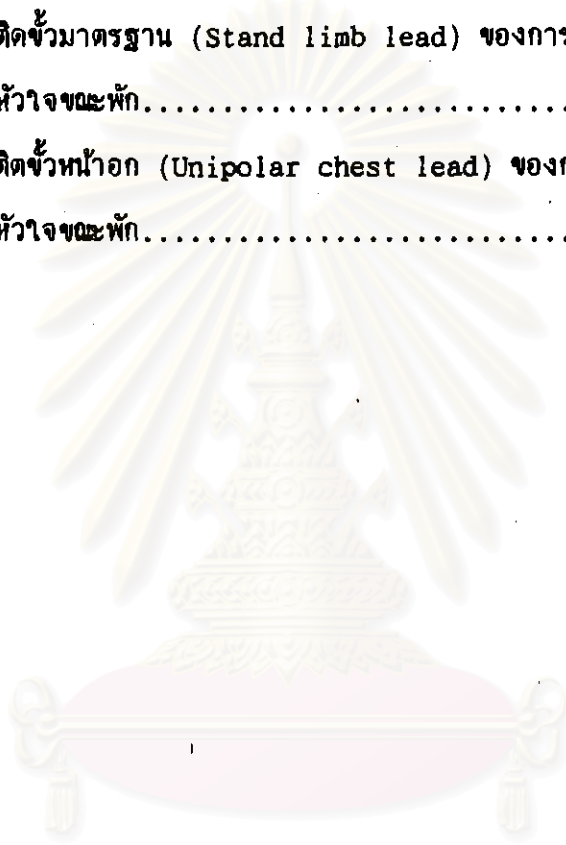 ติดขั้วมาตรฐาน (Stand limb lead) ของการ
หัวใจขณะพัก..............................
ติดขั้วหน้าอก (Unipolar chest lead) ของก
หัวใจขณะพัก..............................